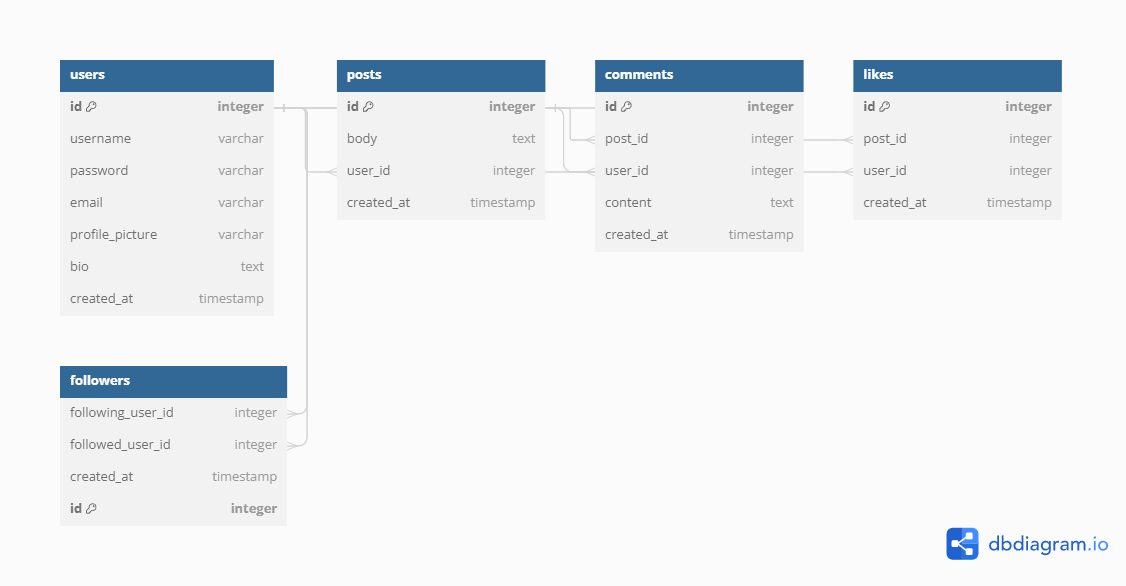 users
id integer
username varchar
password varchar
email varchar
profile_picture varchar
bio text
created_at timestamp
posts
id integer
body text
user_id integer
created_at timestamp
comments
id integer
post_id integer
user_id integer
content text
created_at timestamp
likes
id integer
post_id integer
user_id integer
created_at timestamp
followers
following_user_id integer
followed_user_id integer
created_at timestamp
id integer
dbdiagram.io